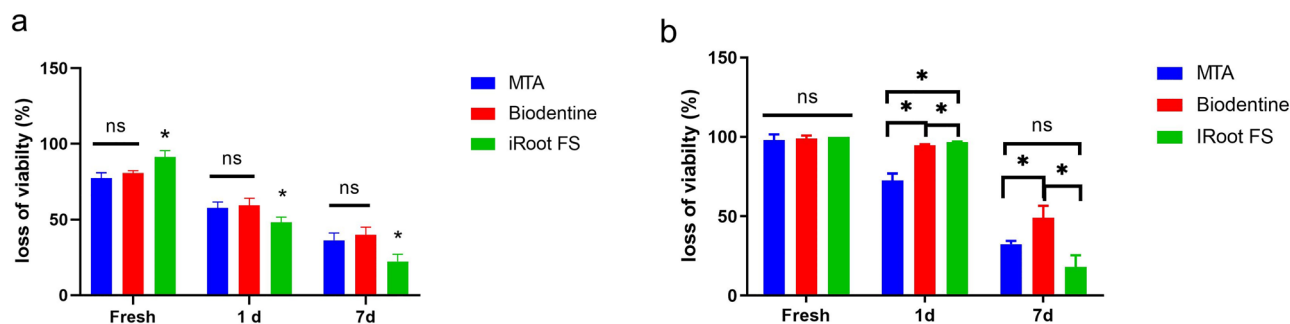 a
loss of viability (%)
150
100
50
0
ns
*
ns
*
ns
*
Fresh
1 d
7d
MTA
Biodentine
iRoot FS
b
loss of viabilty (%)
150
100
50
0
ns
*
*
*
ns
*
*
Fresh
1d
7d
MTA
Biodentine
IRoot FS